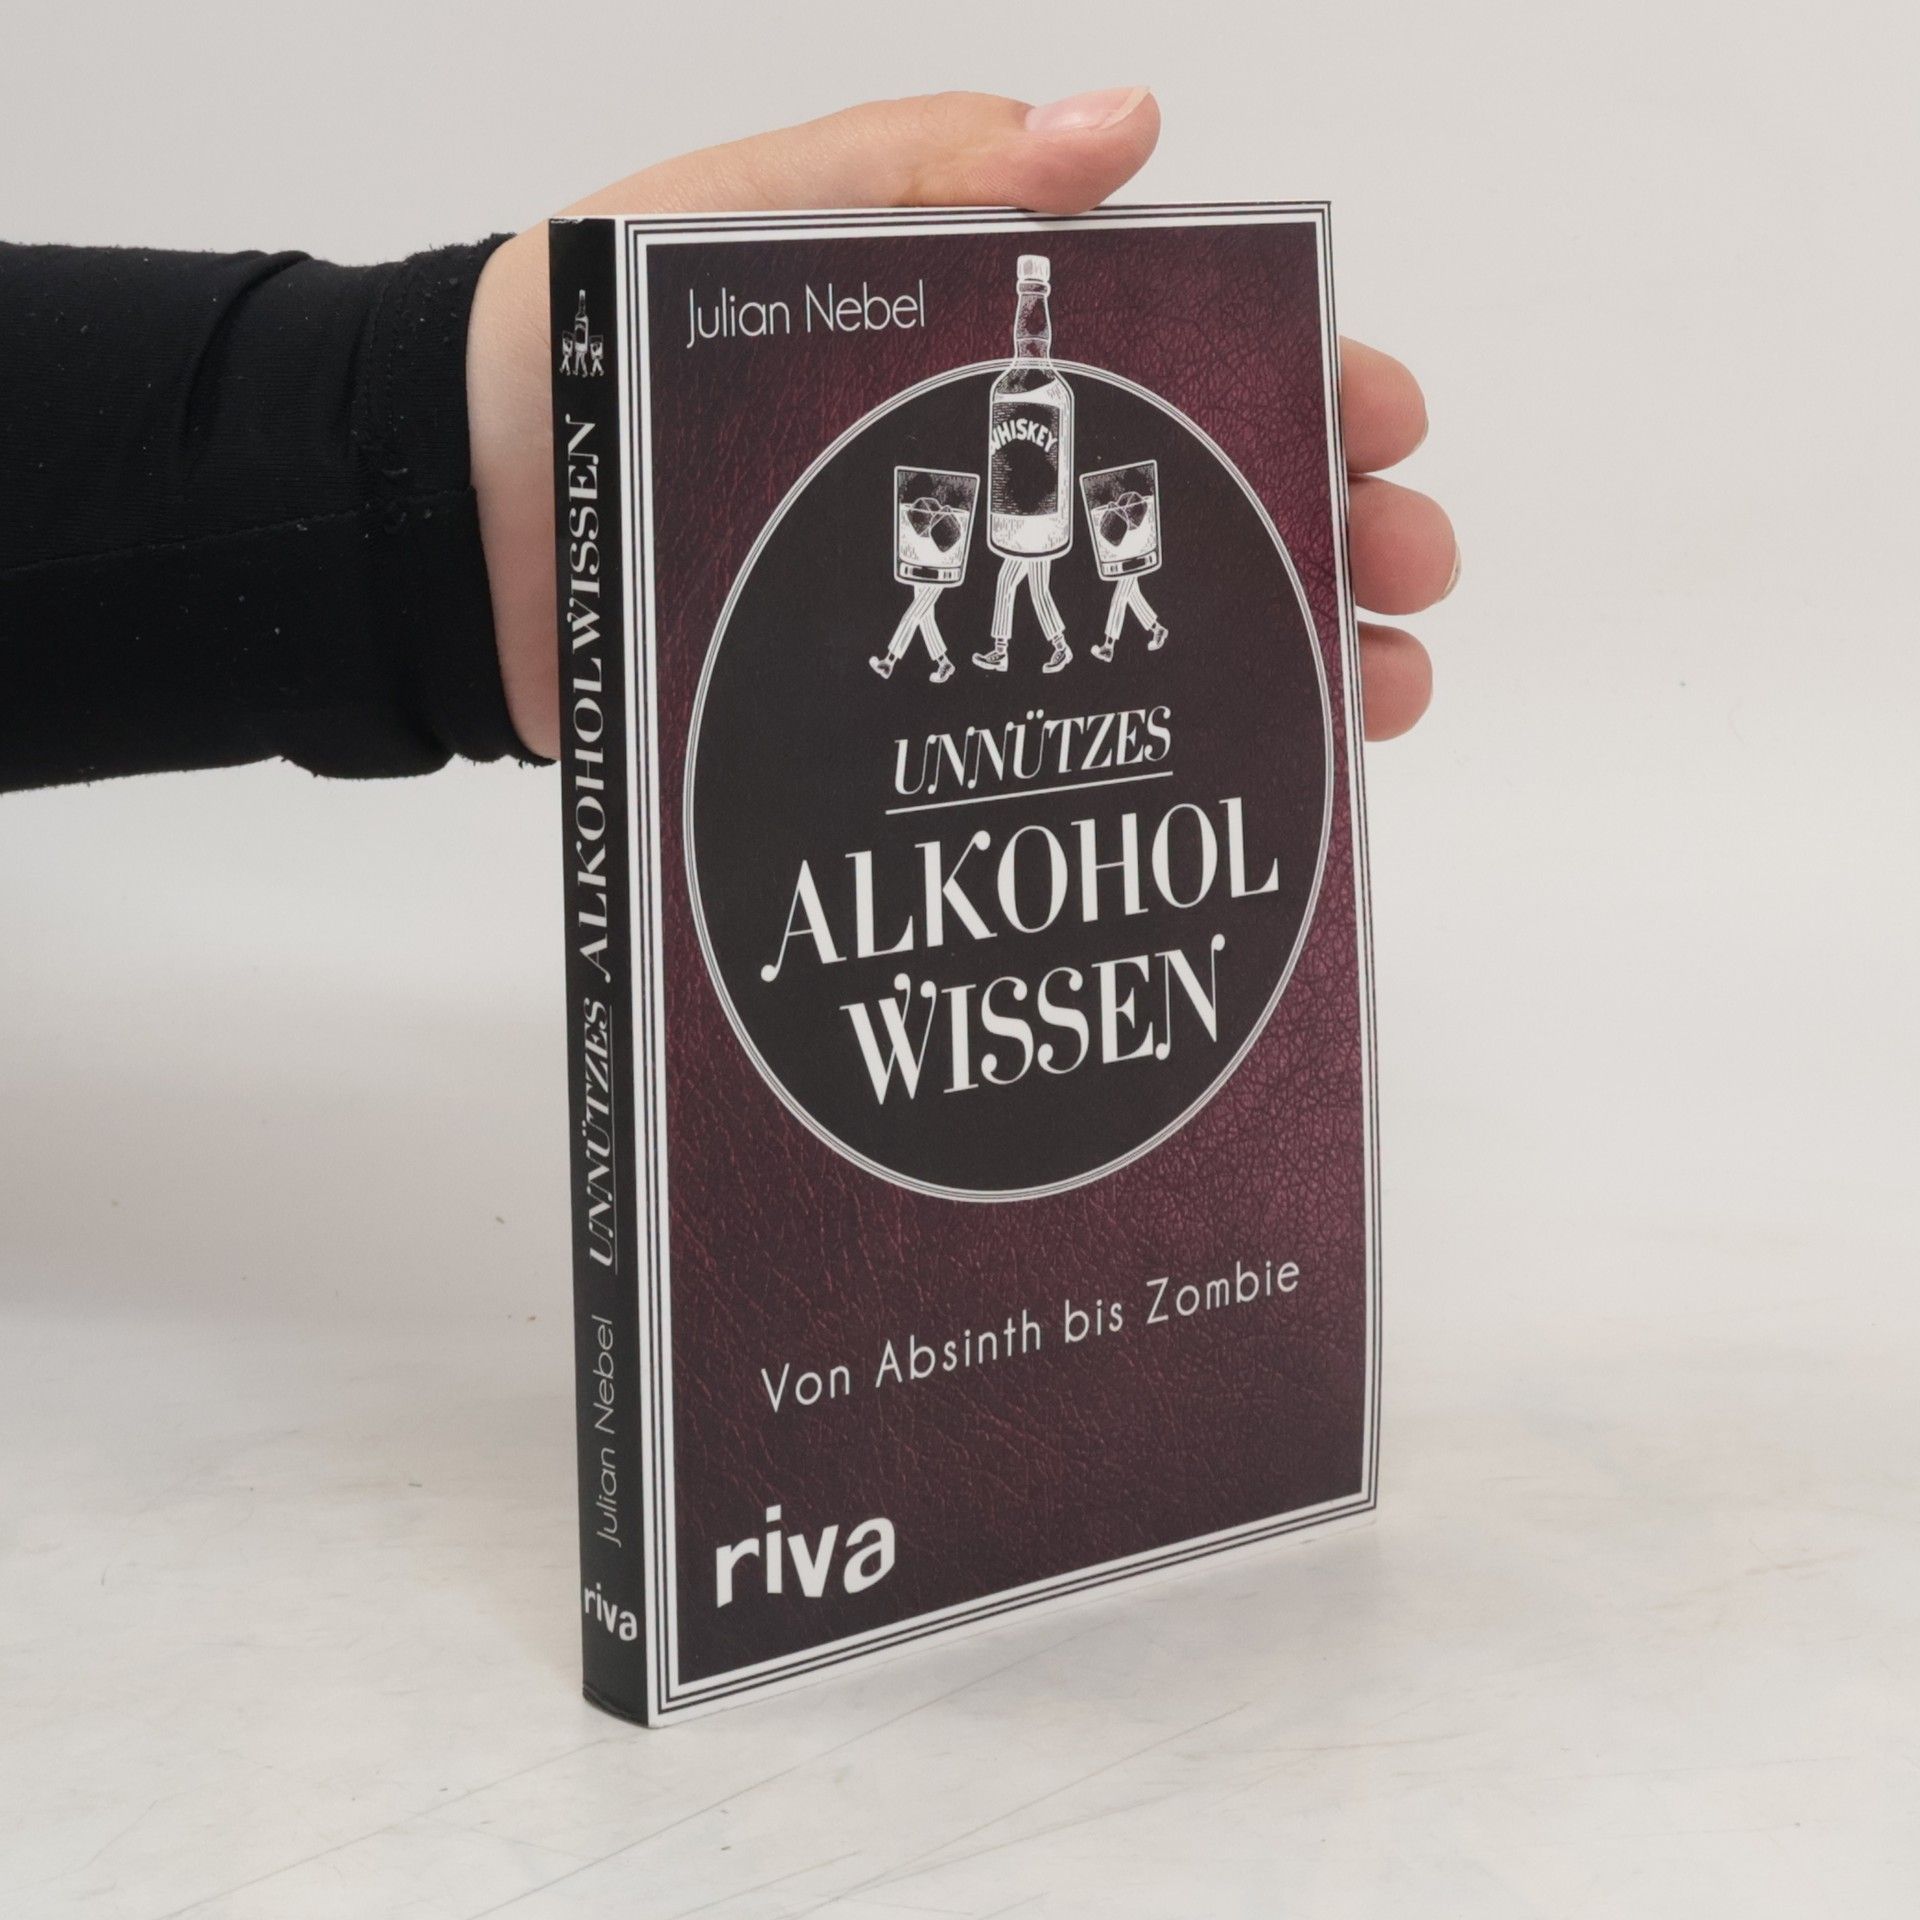 Julian Nebel
WHISKEY
UNNÜTZES
ALKOHOL
WISSEN
Von Absinth bis Zombie
riva
UNNÜTZES ALKOHOLWISSEN
Julian Nebel
riva